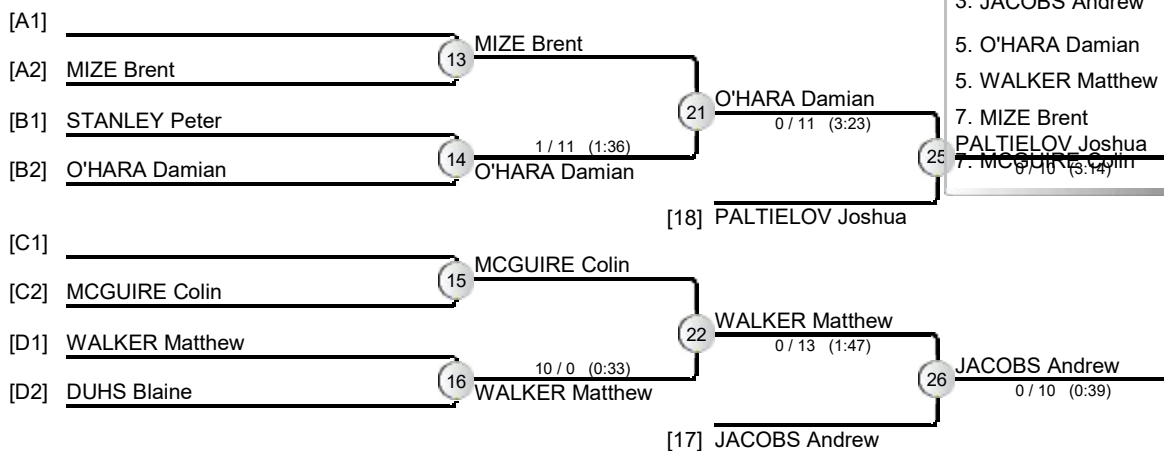 3. JACOBS Andrew
[A1]
13 MIZE Brent
5. O'HARA Damian
[A2] MIZE Brent
5. WALKER Matthew
21 O'HARA Damian
0 / 11 (3:23)
7. MIZE Brent
[B1] STANLEY Peter
14 1 / 11 (1:36)
O'HARA Damian
[B2] O'HARA Damian
25 PALTIELOV Joshua
7. MCGUIRE Colin
0 / 10 (3:14)
[18] PALTIELOV Joshua
[C1]
15 MCGUIRE Colin
[C2] MCGUIRE Colin
22 WALKER Matthew
0 / 13 (1:47)
[D1] WALKER Matthew
16 10 / 0 (0:33)
WALKER Matthew
[D2] DUHS Blaine
26 JACOBS Andrew
0 / 10 (0:39)
[17] JACOBS Andrew